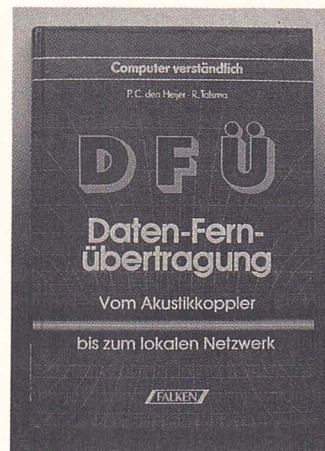 Computer verständlich
P. C. den Heijer · R. Tolsma
DFÜ
Daten-Fern-
übertragung
Vom Akustikkoppler
bis zum lokalen Netzwerk
FALKEN